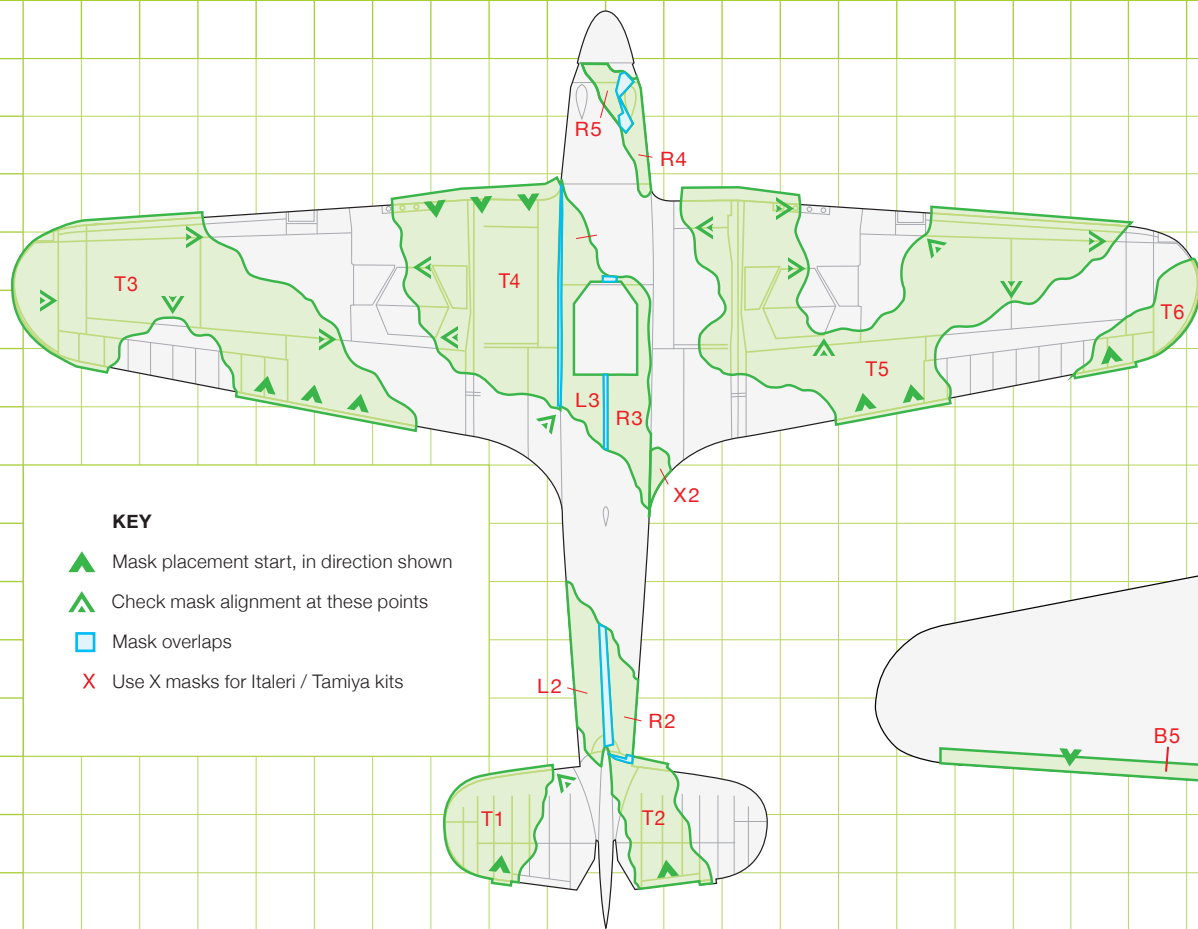 R5
R4
T3
T4
T6
T5
L3
R3
X2
KEY
Mask placement start, in direction shown
Check mask alignment at these points
Mask overlaps
X Use X masks for Italeri / Tamiya kits
L2
R2
B5
T1
T2